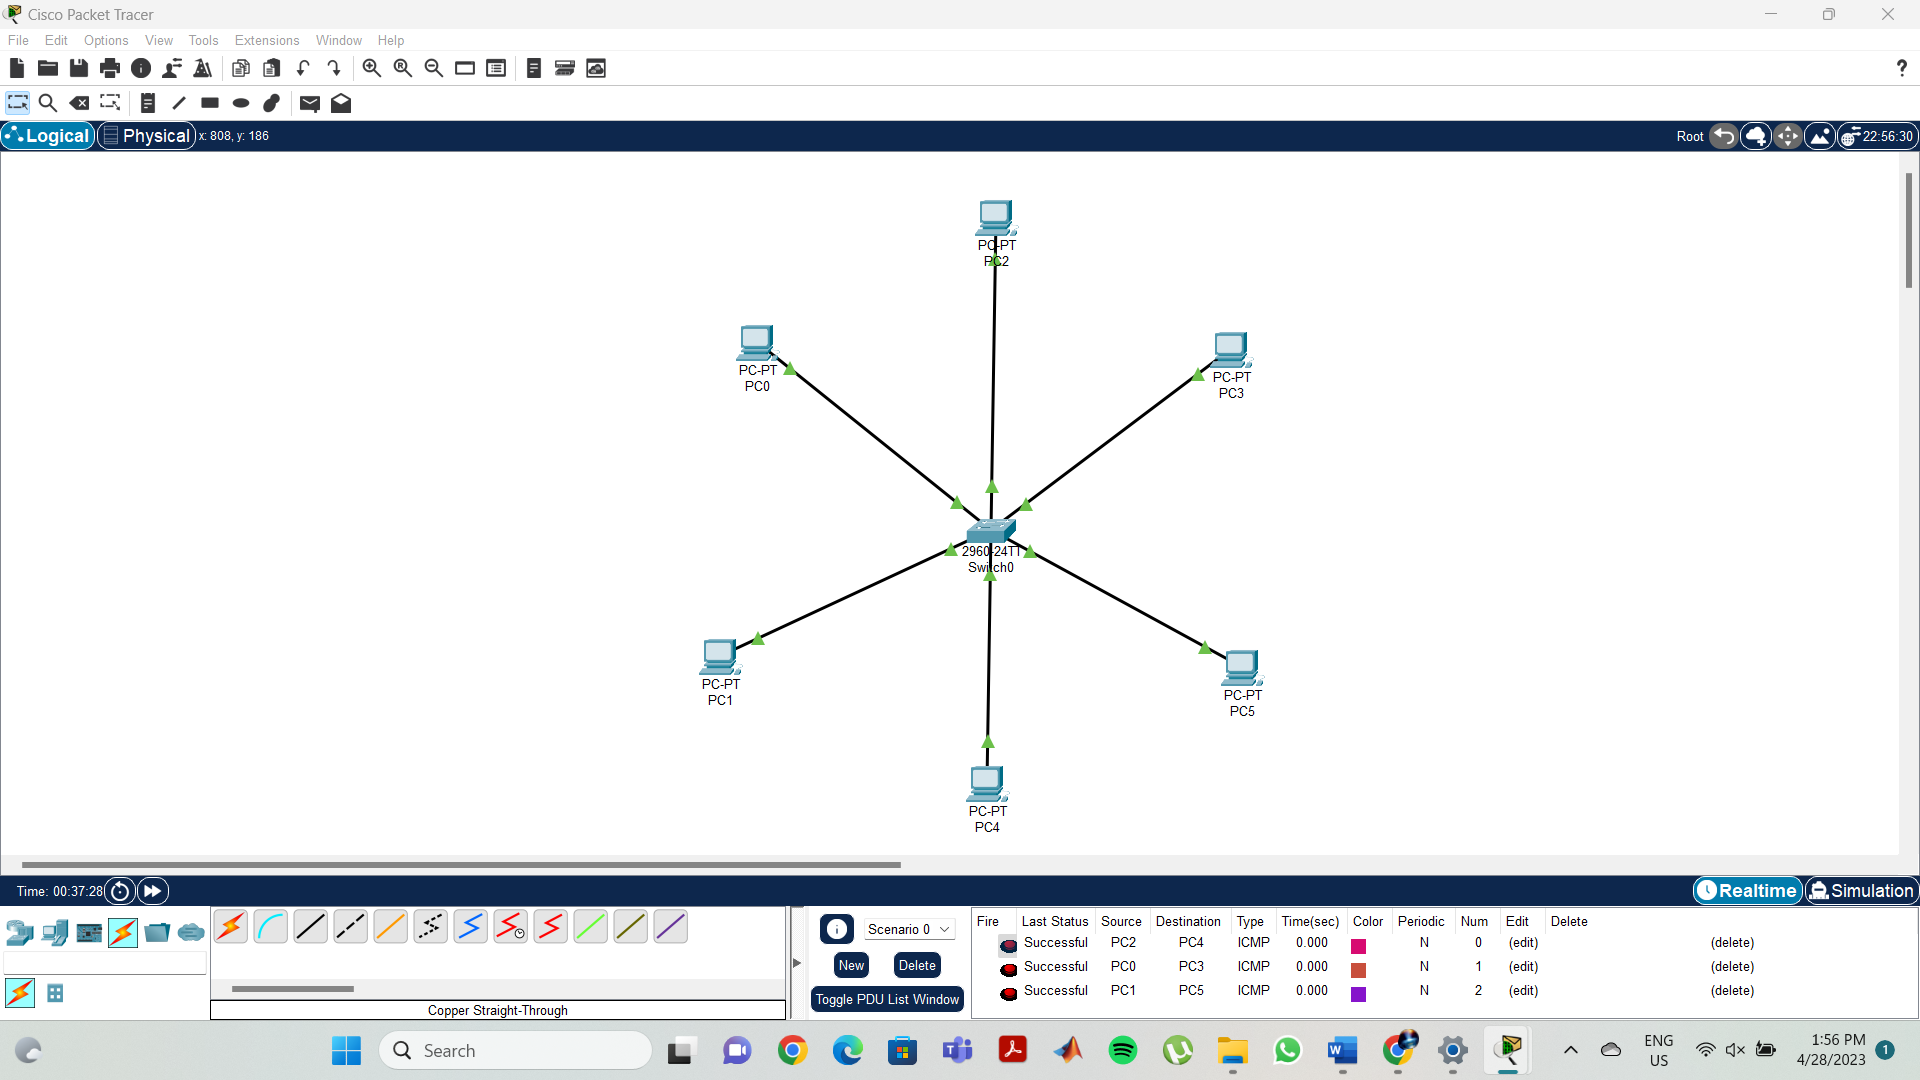 Cisco Packet Tracer
File Edit Options View Tools Extensions Window Help
?
Logical Physical x: 808, y: 186 Root 22:56:30
PC-PT
PC2
PC-PT
PC0
PC-PT
PC3
2960-24TT
Switch0
PC-PT
PC1
PC-PT
PC5
PC-PT
PC4
Time: 00:37:28 Realtime Simulation
Scenario 0
New Delete
Toggle PDU List Window
Copper Straight-Through
Fire Last Status Source Destination Type Time(sec) Color Periodic Num Edit Delete
Successful PC2 PC4 ICMP 0.000 N 0 (edit) (delete)
Successful PC0 PC3 ICMP 0.000 N 1 (edit) (delete)
Successful PC1 PC5 ICMP 0.000 N 2 (edit) (delete)
Search
ENG
US
1:56 PM
4/28/2023
1